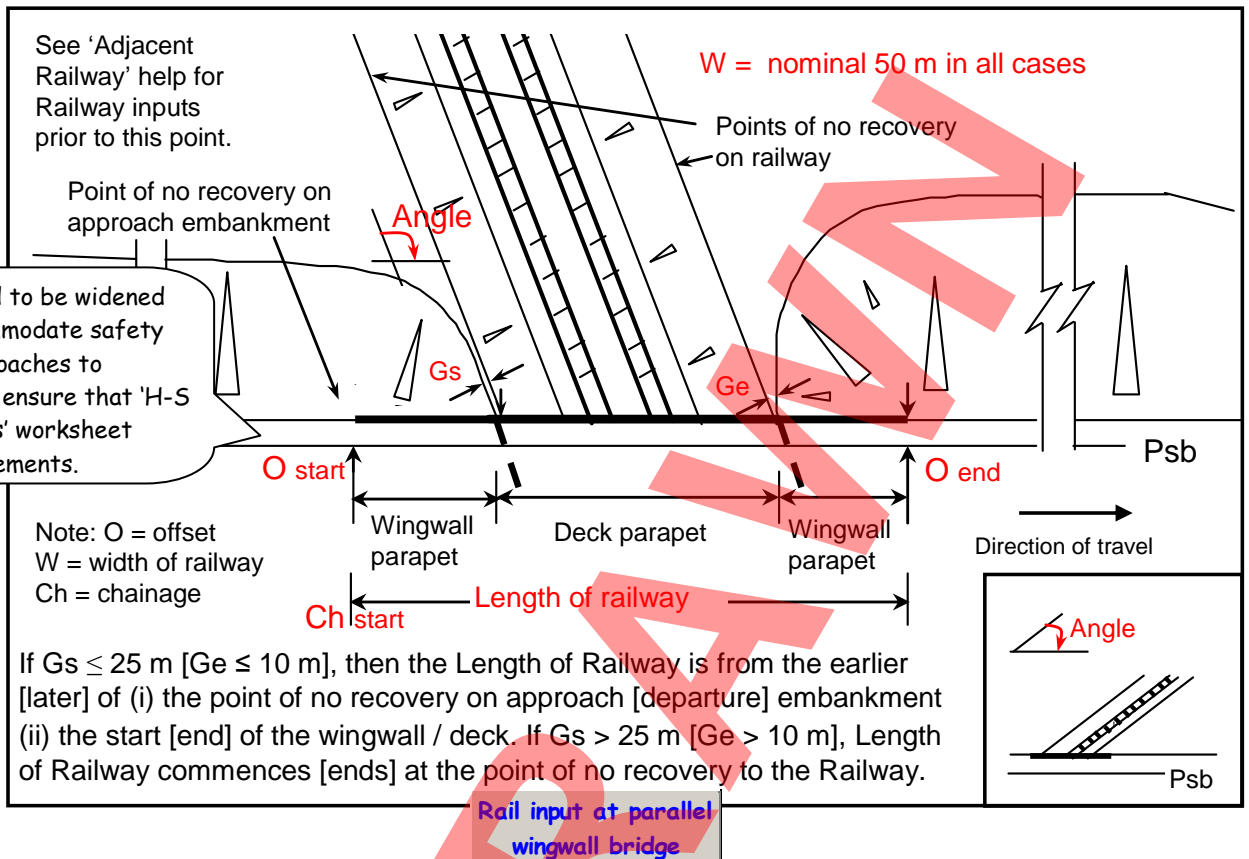 See ‘Adjacent
Railway’ help for
Railway inputs
prior to this point.
W = nominal 50 m in all cases
Points of no recovery
on railway
Point of no recovery on
approach embankment
Angle
to be widened
modate safety
oaches to
ensure that ‘H-S
s’ worksheet
ements.
Gs
Ge
O start
O end
Psb
Wingwall
parapet
Deck parapet
Wingwall
parapet
Direction of travel
Note: O = offset
W = width of railway
Ch = chainage
Ch start
Length of railway
Angle
Psb
If Gs ≤ 25 m [Ge ≤ 10 m], then the Length of Railway is from the earlier
[later] of (i) the point of no recovery on approach [departure] embankment
(ii) the start [end] of the wingwall / deck. If Gs > 25 m [Ge > 10 m], Length
of Railway commences [ends] at the point of no recovery to the Railway.
Rail input at parallel
wingwall bridge
RAWN